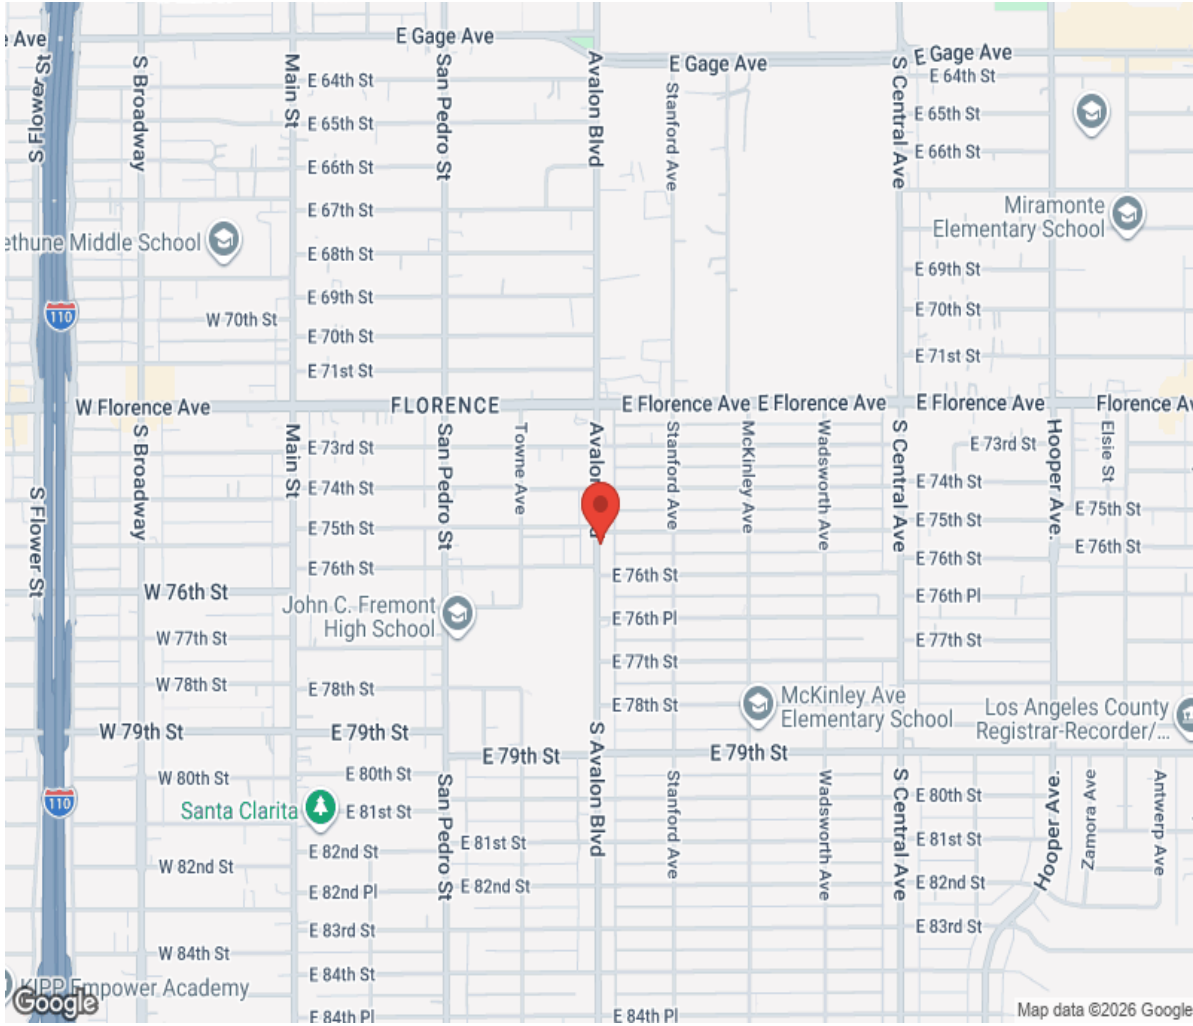 e Ave
E Gage Ave
E Gage Ave
E Gage Ave
S Flower St
S Broadway
Main St
San Pedro St
Avalon Blvd
Stanford Ave
S Central Ave
E 64th St
E 64th St
E 65th St
E 65th St
E 66th St
E 66th St
E 67th St
Miramonte
Elementary School
ethune Middle School
E 68th St
E 69th St
E 69th St
110
W 70th St
E 70th St
E 70th St
E 71st St
E 71st St
W Florence Ave
FLORENCE
E Florence Ave
E Florence Ave
E Florence Ave
Florence Av
S Broadway
Main St
San Pedro St
Towne Ave
Avalon
d
Stanford Ave
McKinley Ave
Wadsworth Ave
S Central Ave
Hooper Ave.
Elsie St
E 73rd St
E 73rd St
E 74th St
E 74th St
S Flower St
E 75th St
E 75th St
E 75th St
E 76th St
E 76th St
E 76th St
E 76th St
W 76th St
E 76th Pl
E 76th Pl
John C. Fremont
High School
W 77th St
E 77th St
E 77th St
W 78th St
E 78th St
E 78th St
McKinley Ave
Elementary School
Los Angeles County
Registrar-Recorder/...
W 79th St
E 79th St
E 79th St
E 79th St
S Avalon Blvd
San Pedro St
Stanford Ave
Wadsworth Ave
S Central Ave
Hooper Ave.
Zamora Ave
Antwerp Ave
W 80th St
E 80th St
E 80th St
110
Santa Clarita
E 81st St
E 81st St
E 81st St
W 82nd St
E 82nd St
E 82nd St
E 82nd St
E 82nd Pl
E 83rd St
E 83rd St
W 84th St
E 84th St
KIPP Empower Academy
E 84th Pl
E 84th Pl
Google
Map data ©2026 Google